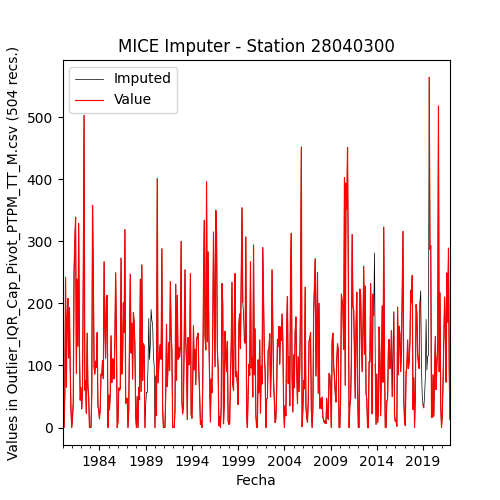 MICE Imputer - Station 28040300
Values in Outlier_IQR_Cap_Pivot_PTPM_TT_M.csv (504 recs.)
Imputed
Value
500
400
300
200
100
0
1984 1989 1994 1999 2004 2009 2014 2019
Fecha